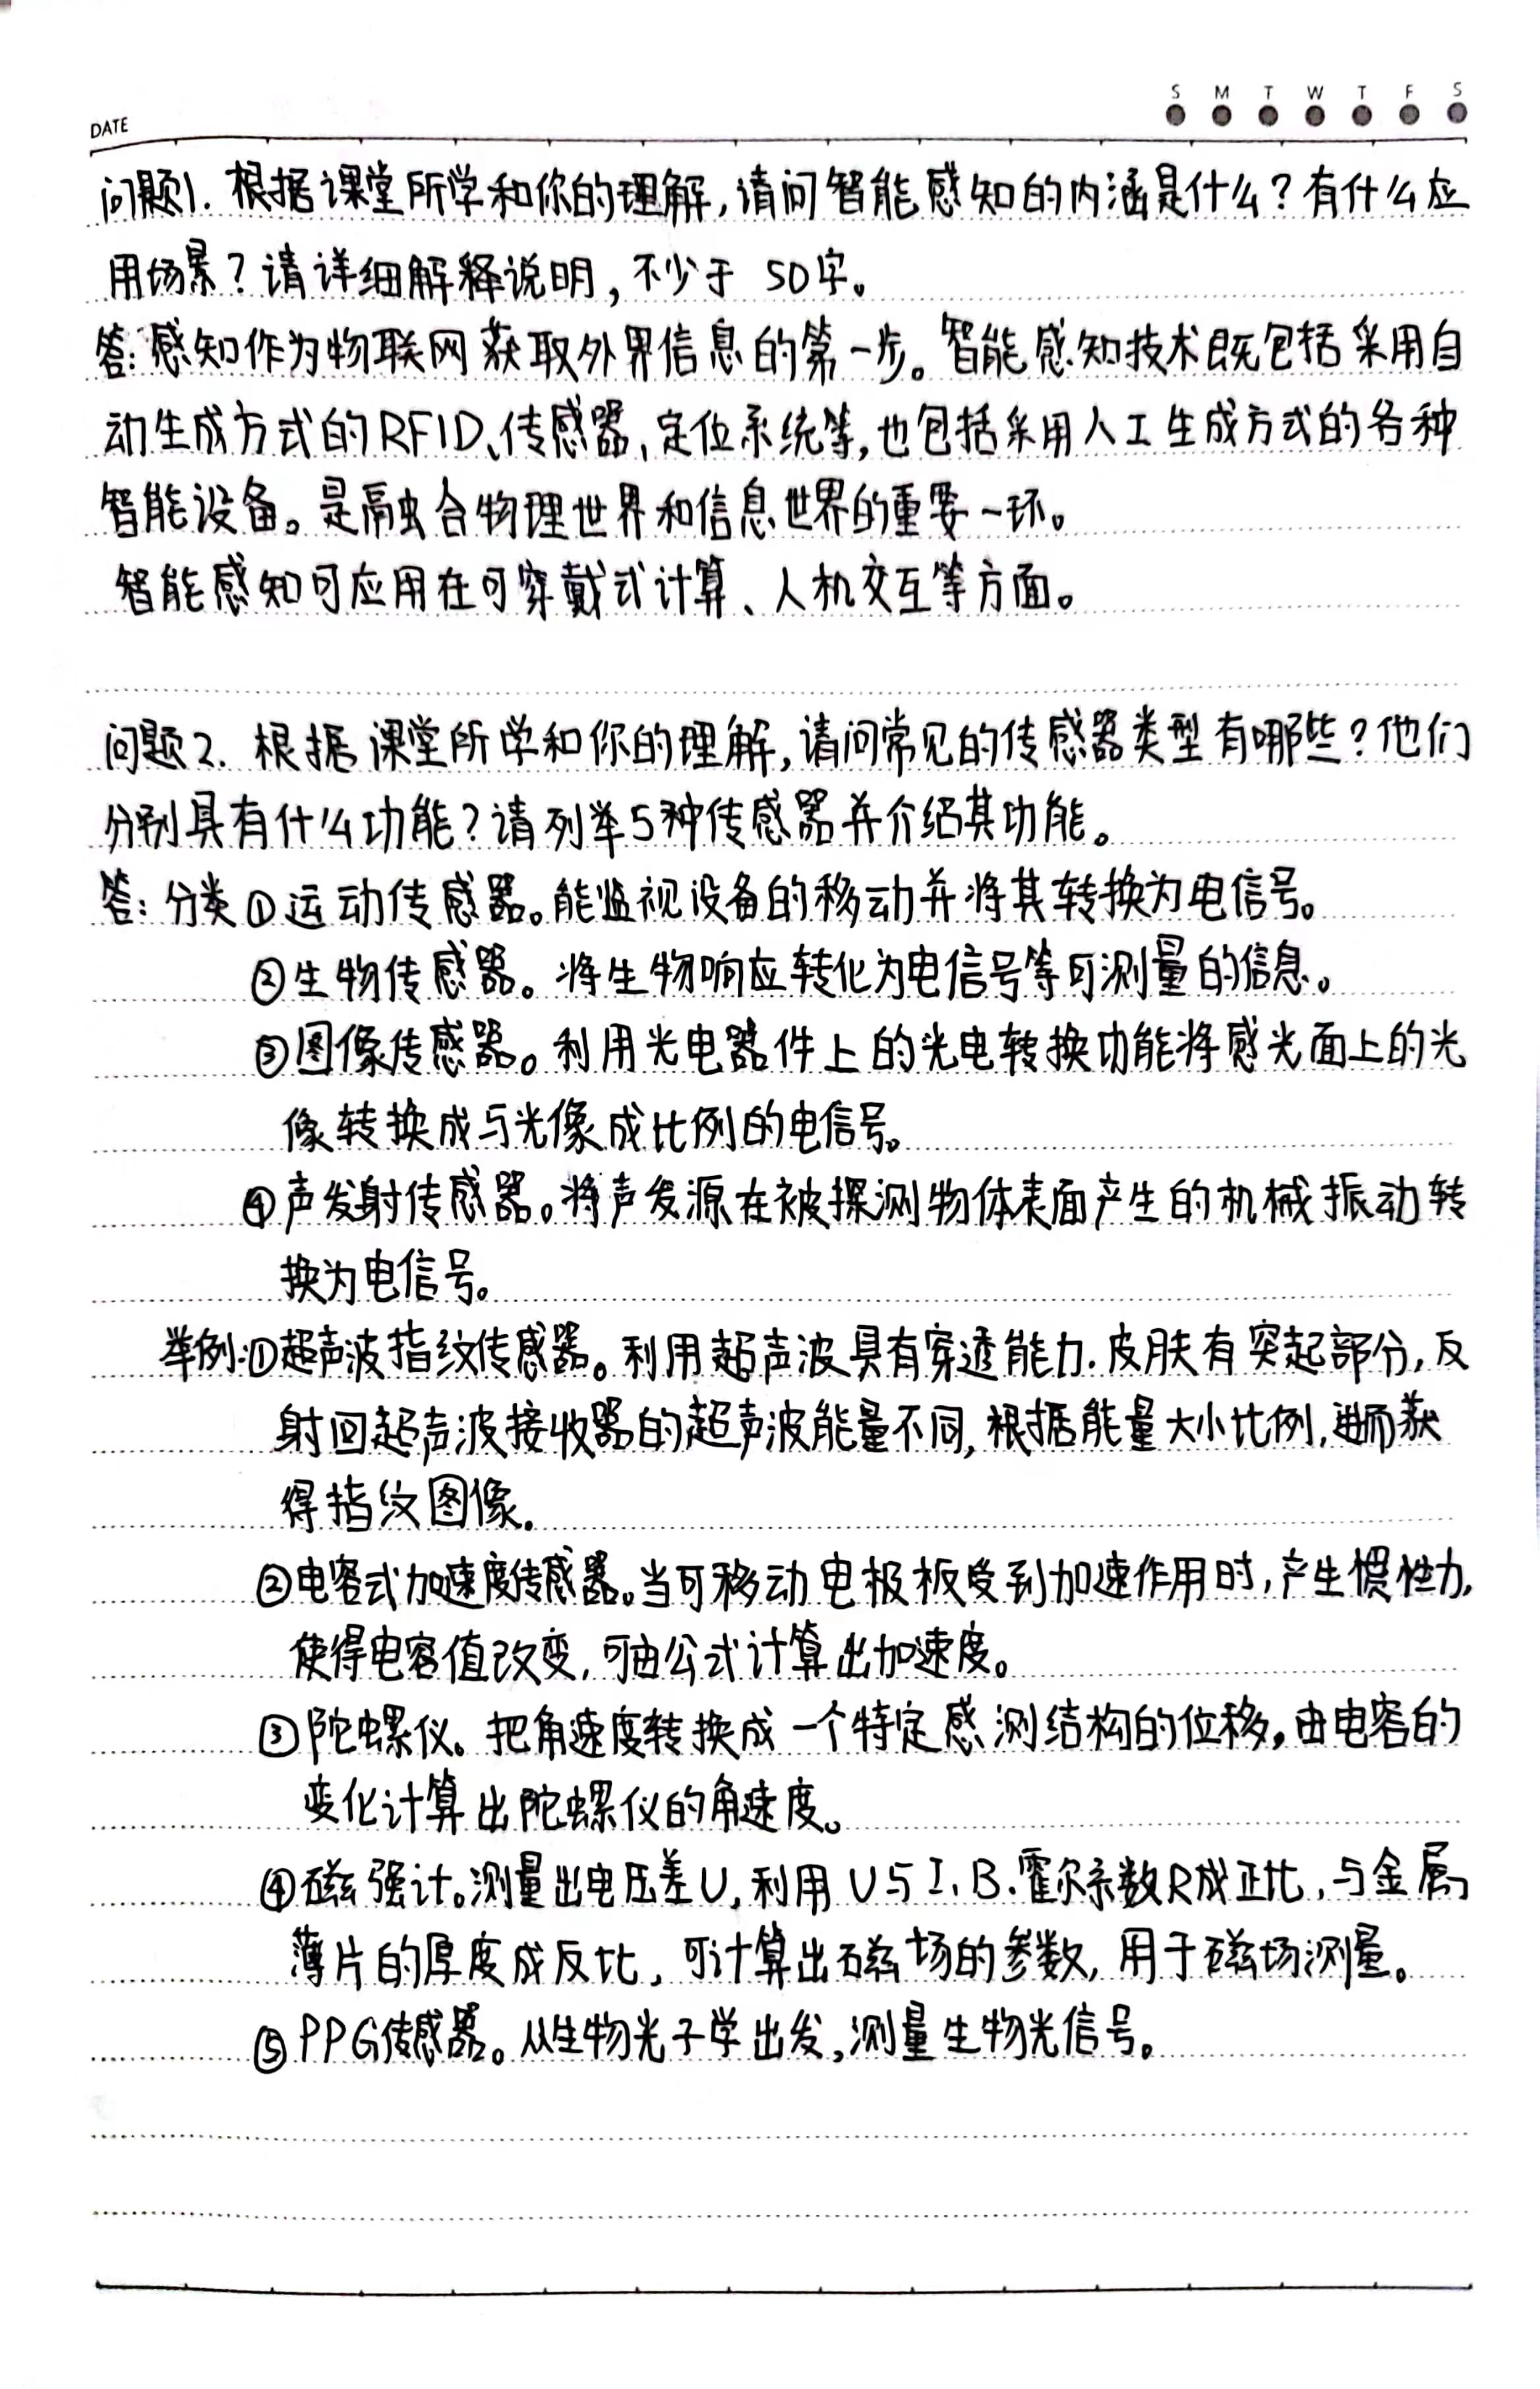 S M T W T F S
DATE
问题1. 根据课堂所学和你的理解,请问智能感知的内涵是什么?有什么应
用场景?请详细解释说明,不少于 50字。
答:感知作为物联网获取外界信息的第一步。智能感知技术既包括采用自
动生成方式的RFID、传感器、定位系统等,也包括采用人工生成方式的各种
智能设备。是融合物理世界和信息世界的重要一环。
智能感知可应用在可穿戴式计算、人机交互等方面。
问题2. 根据课堂所学和你的理解,请问常见的传感器类型有哪些?他们
分别具有什么功能?请列举5种传感器并介绍其功能。
答: 分类①运动传感器。能监视设备的移动并将其转换为电信号。
②生物传感器。将生物响应转化为电信号等可测量的信息。
③图像传感器。利用光电器件上的光电转换功能将感光面上的光
像转换成与光像成比例的电信号。
④声发射传感器。将声发源在被探测物体表面产生的机械振动转
换为电信号。
举例:①超声波指纹传感器。利用超声波具有穿透能力.皮肤有突起部分,反
射回超声波接收器的超声波能量不同,根据能量大小比例,进而获
得指纹图像.
②电容式加速度传感器。当可移动电极板受到加速作用时,产生惯性力,
使得电容值改变,可由公式计算出加速度。
③陀螺仪。把角速度转换成一个特定感测结构的位移,由电容的
变化计算出陀螺仪的角速度。
④磁强计。测量出电压差U,利用U与I、B、霍尔系数R成正比,与金属
薄片的厚度成反比,可计算出磁场的参数,用于磁场测量。
⑤PPG传感器。从生物光子学出发,测量生物光信号。